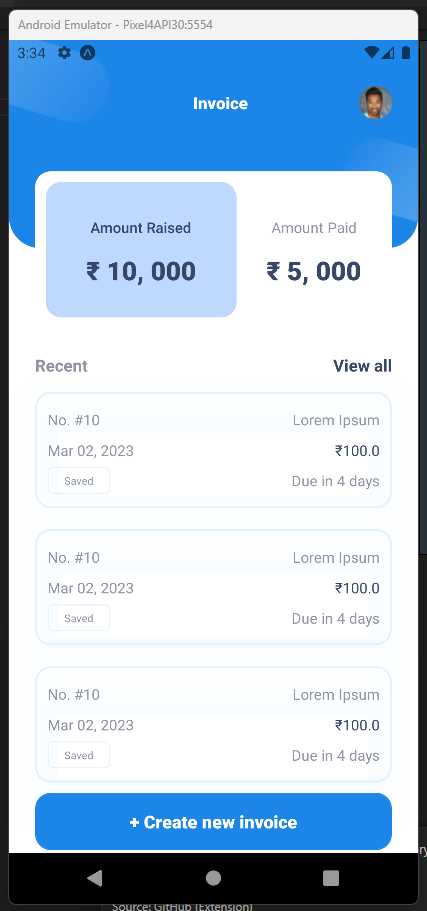 Android Emulator - Pixel4API30:5554
3:34
Invoice
Amount Raised
Amount Paid
₹ 10, 000
₹ 5, 000
Recent
View all
No. #10
Lorem Ipsum
Mar 02, 2023
₹100.0
Saved
Due in 4 days
No. #10
Lorem Ipsum
Mar 02, 2023
₹100.0
Saved
Due in 4 days
No. #10
Lorem Ipsum
Mar 02, 2023
₹100.0
Saved
Due in 4 days
+ Create new invoice
Source: GitHub (Extension)